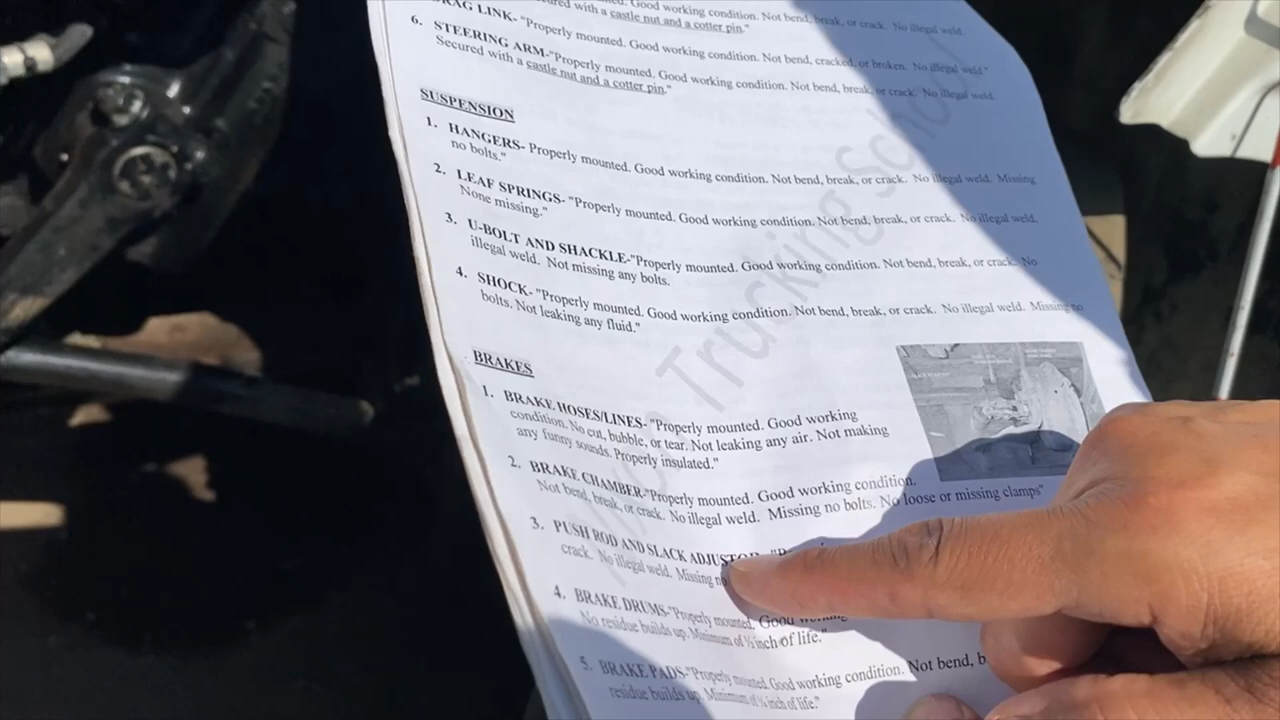 DRAG LINK- "Properly mounted. Good working condition. Not bend, break, or crack. No illegal weld.
Secured with a castle nut and a cotter pin."
6. STEERING ARM-"Properly mounted. Good working condition. Not bend, cracked, or broken. No illegal weld"
Secured with a castle nut and a cotter pin."
SUSPENSION
1. HANGERS- Properly mounted. Good working condition. Not bend, break, or crack. No illegal weld. Missing
no bolts."
2. LEAF SPRINGS- "Properly mounted. Good working condition. Not bend, break, or crack. No illegal weld.
None missing."
3. U-BOLT AND SHACKLE-"Properly mounted. Good working condition. Not bend, break, or crack. No
illegal weld. Not missing any bolts.
4. SHOCK- "Properly mounted. Good working condition. Not bend, break, or crack. No illegal weld. Missing no
bolts. Not leaking any fluid."
BRAKES
1. BRAKE HOSES/LINES- "Properly mounted. Good working
condition. No cut, bubble, or tear. Not leaking any air. Not making
any funny sounds. Properly insulated."
2. BRAKE CHAMBER-"Properly mounted. Good working condition.
Not bend, break, or crack. No illegal weld. Missing no bolts. No loose or missing clamps"
3. PUSH ROD AND SLACK ADJUSTOR-
crack. No illegal weld. Missing no
4. BRAKE DRUMS-"Properly mounted. Good working
No residue builds up. Minimum of ¼ inch of life."
5. BRAKE PADS-"Properly mounted. Good working condition. Not bend, b
residue builds up. Minimum of ¼ inch of life."
Trucking School